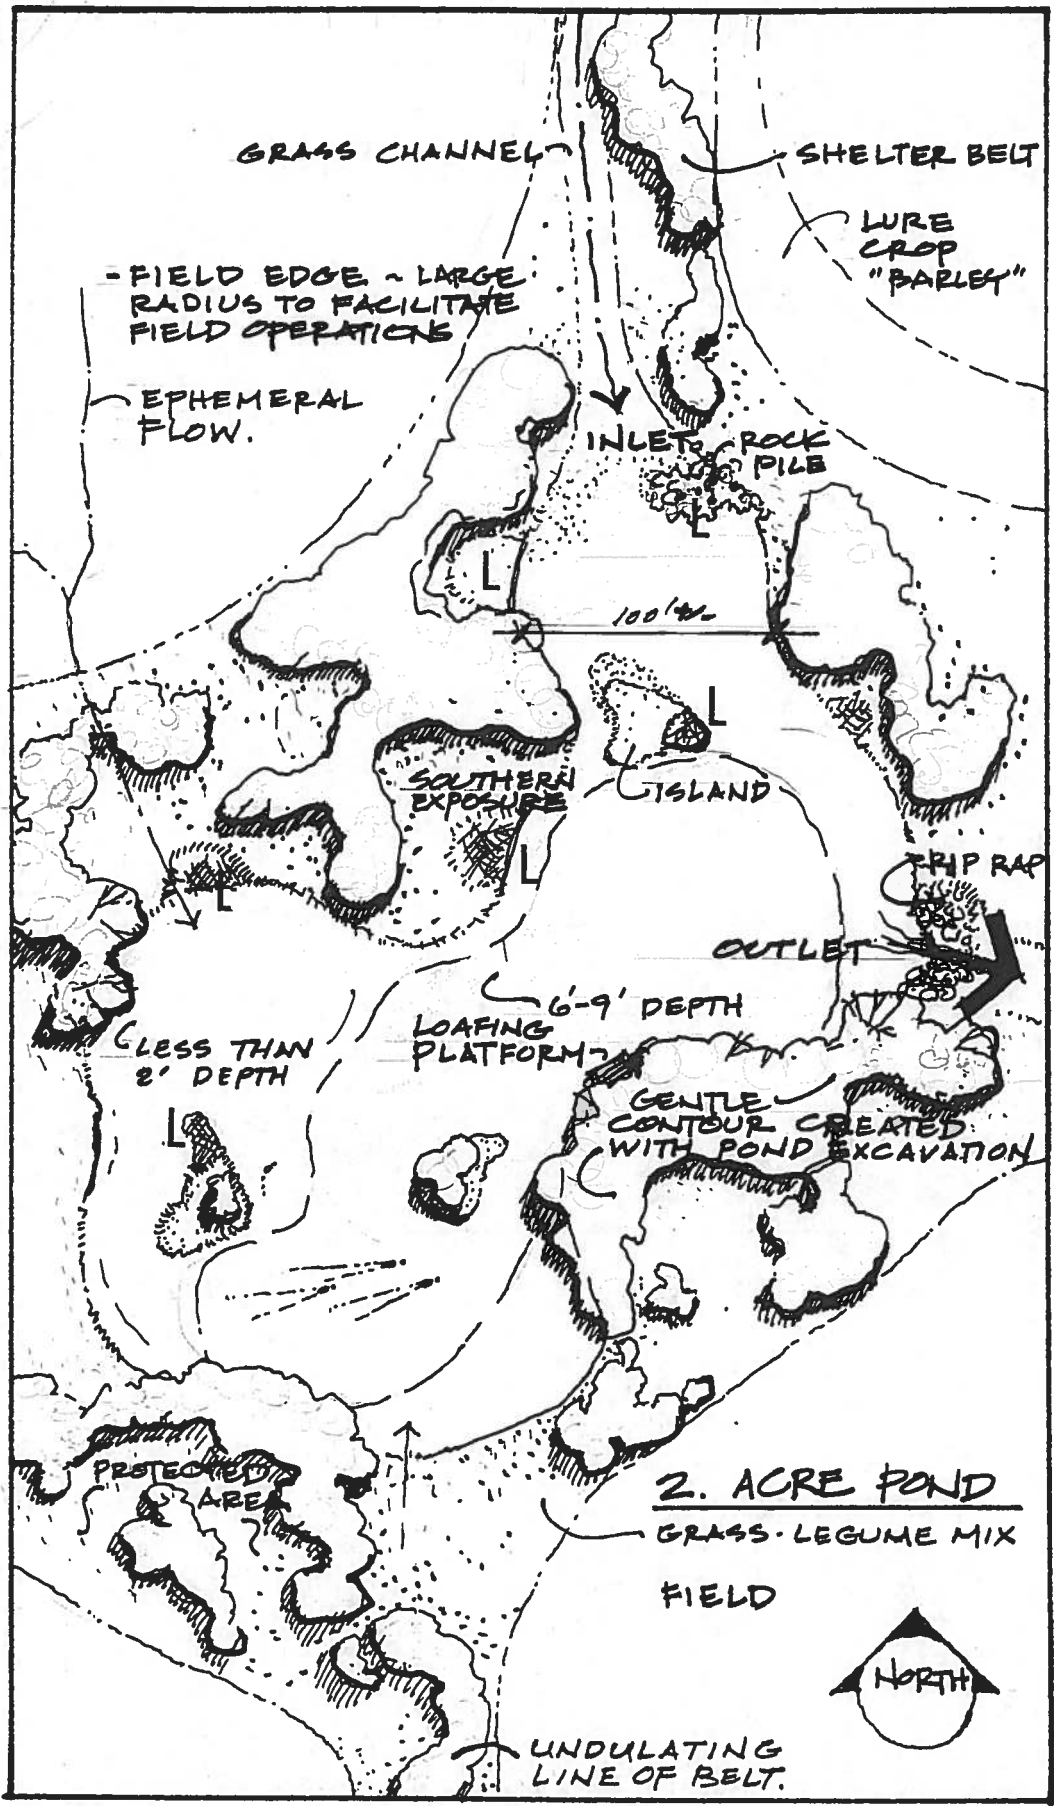 GRASS CHANNEL
SHELTER BELT
LURE
CROP
"BARLEY"
- FIELD EDGE ~ LARGE
RADIUS TO FACILITATE
FIELD OPERATIONS
EPHEMERAL
FLOW.
INLET
ROCK
PILE
L
L
100' +/-
L
SOUTHERN
EXPOSURE
ISLAND
L
L
RIP RAP
OUTLET
6'-9' DEPTH
LESS THAN
2' DEPTH
LOAFING
PLATFORM
L
GENTLE
CONTOUR CREATED
WITH POND EXCAVATION
PROTECTED
AREA
2. ACRE POND
GRASS · LEGUME MIX
FIELD
NORTH
UNDULATING
LINE OF BELT.